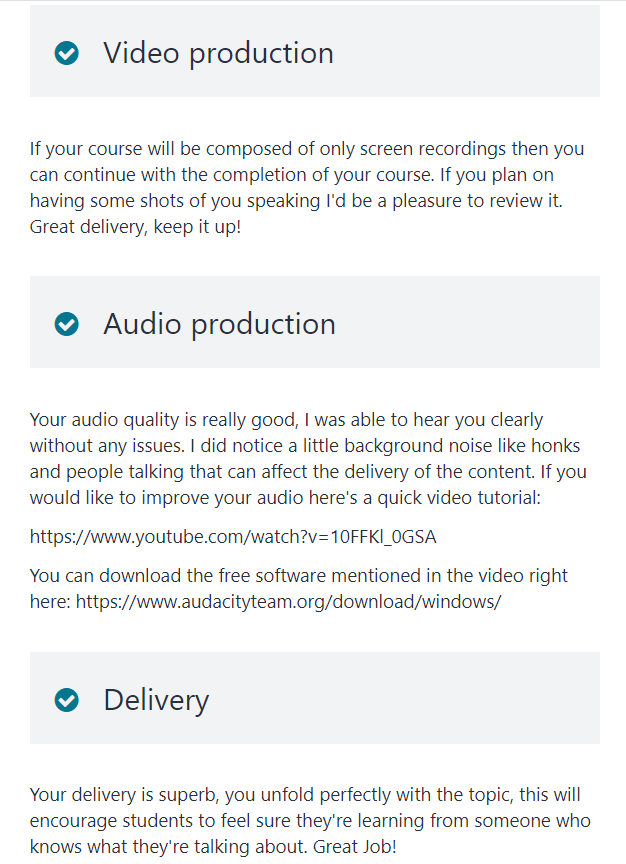 Video production
If your course will be composed of only screen recordings then you
can continue with the completion of your course. If you plan on
having some shots of you speaking I'd be a pleasure to review it.
Great delivery, keep it up!
Audio production
Your audio quality is really good, I was able to hear you clearly
without any issues. I did notice a little background noise like honks
and people talking that can affect the delivery of the content. If you
would like to improve your audio here's a quick video tutorial:
https://www.youtube.com/watch?v=10FFKl_0GSA
You can download the free software mentioned in the video right
here: https://www.audacityteam.org/download/windows/
Delivery
Your delivery is superb, you unfold perfectly with the topic, this will
encourage students to feel sure they're learning from someone who
knows what they're talking about. Great Job!